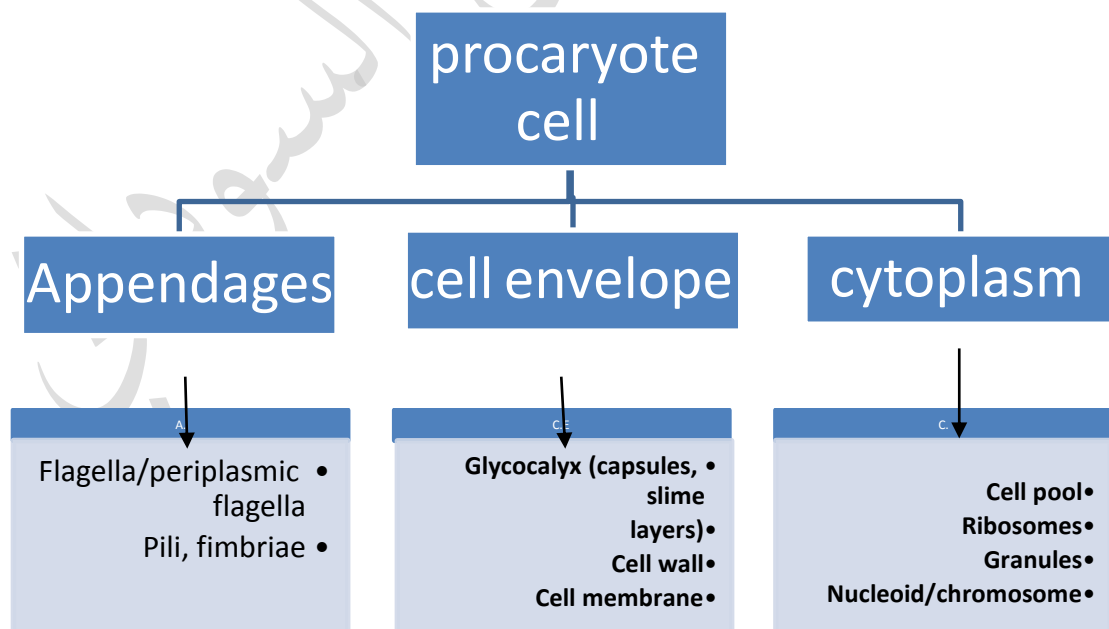 procaryote
cell
Appendages
cell envelope
cytoplasm
A.
Flagella/periplasmic •
flagella
Pili, fimbriae •
C.E
Glycocalyx (capsules, •
slime
layers)•
Cell wall•
Cell membrane•
C.
Cell pool•
Ribosomes•
Granules•
Nucleoid/chromosome•